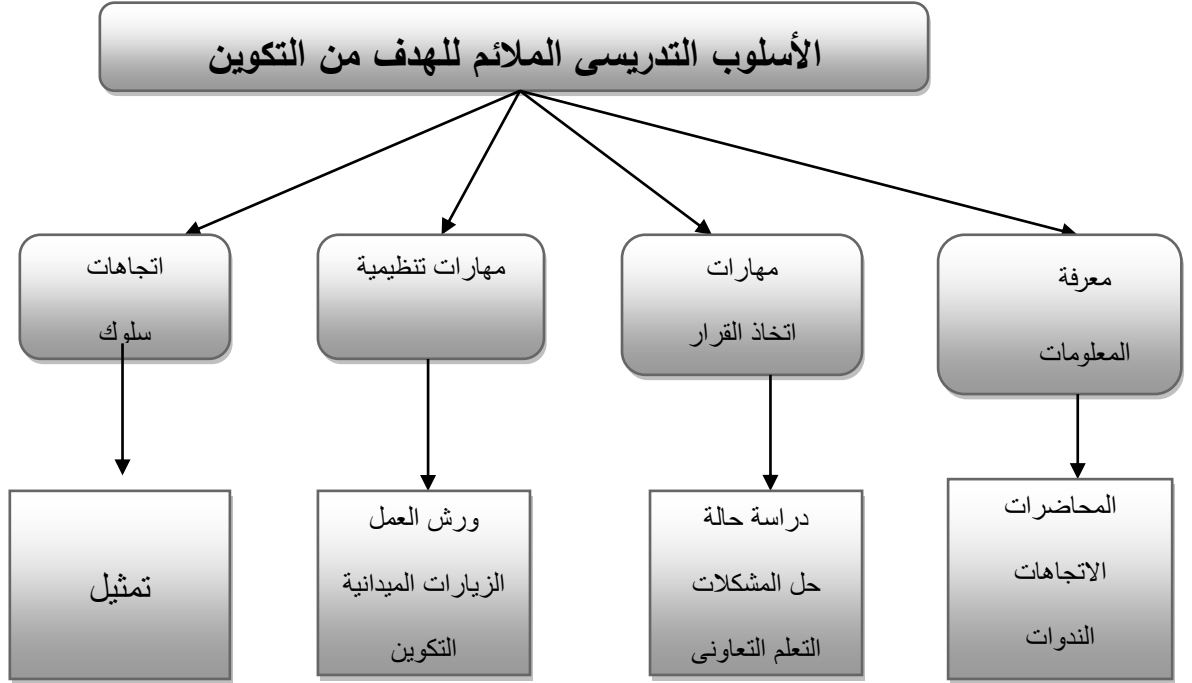 الأسلوب التدريسى الملائم للهدف من التكوين
معرفة
المعلومات
مهارات
اتخاذ القرار
مهارات تنظيمية
اتجاهات
سلوك
المحاضرات
الاتجاهات
الندوات
دراسة حالة
حل المشكلات
التعلم التعاونى
ورش العمل
الزيارات الميدانية
التكوين
تمثيل